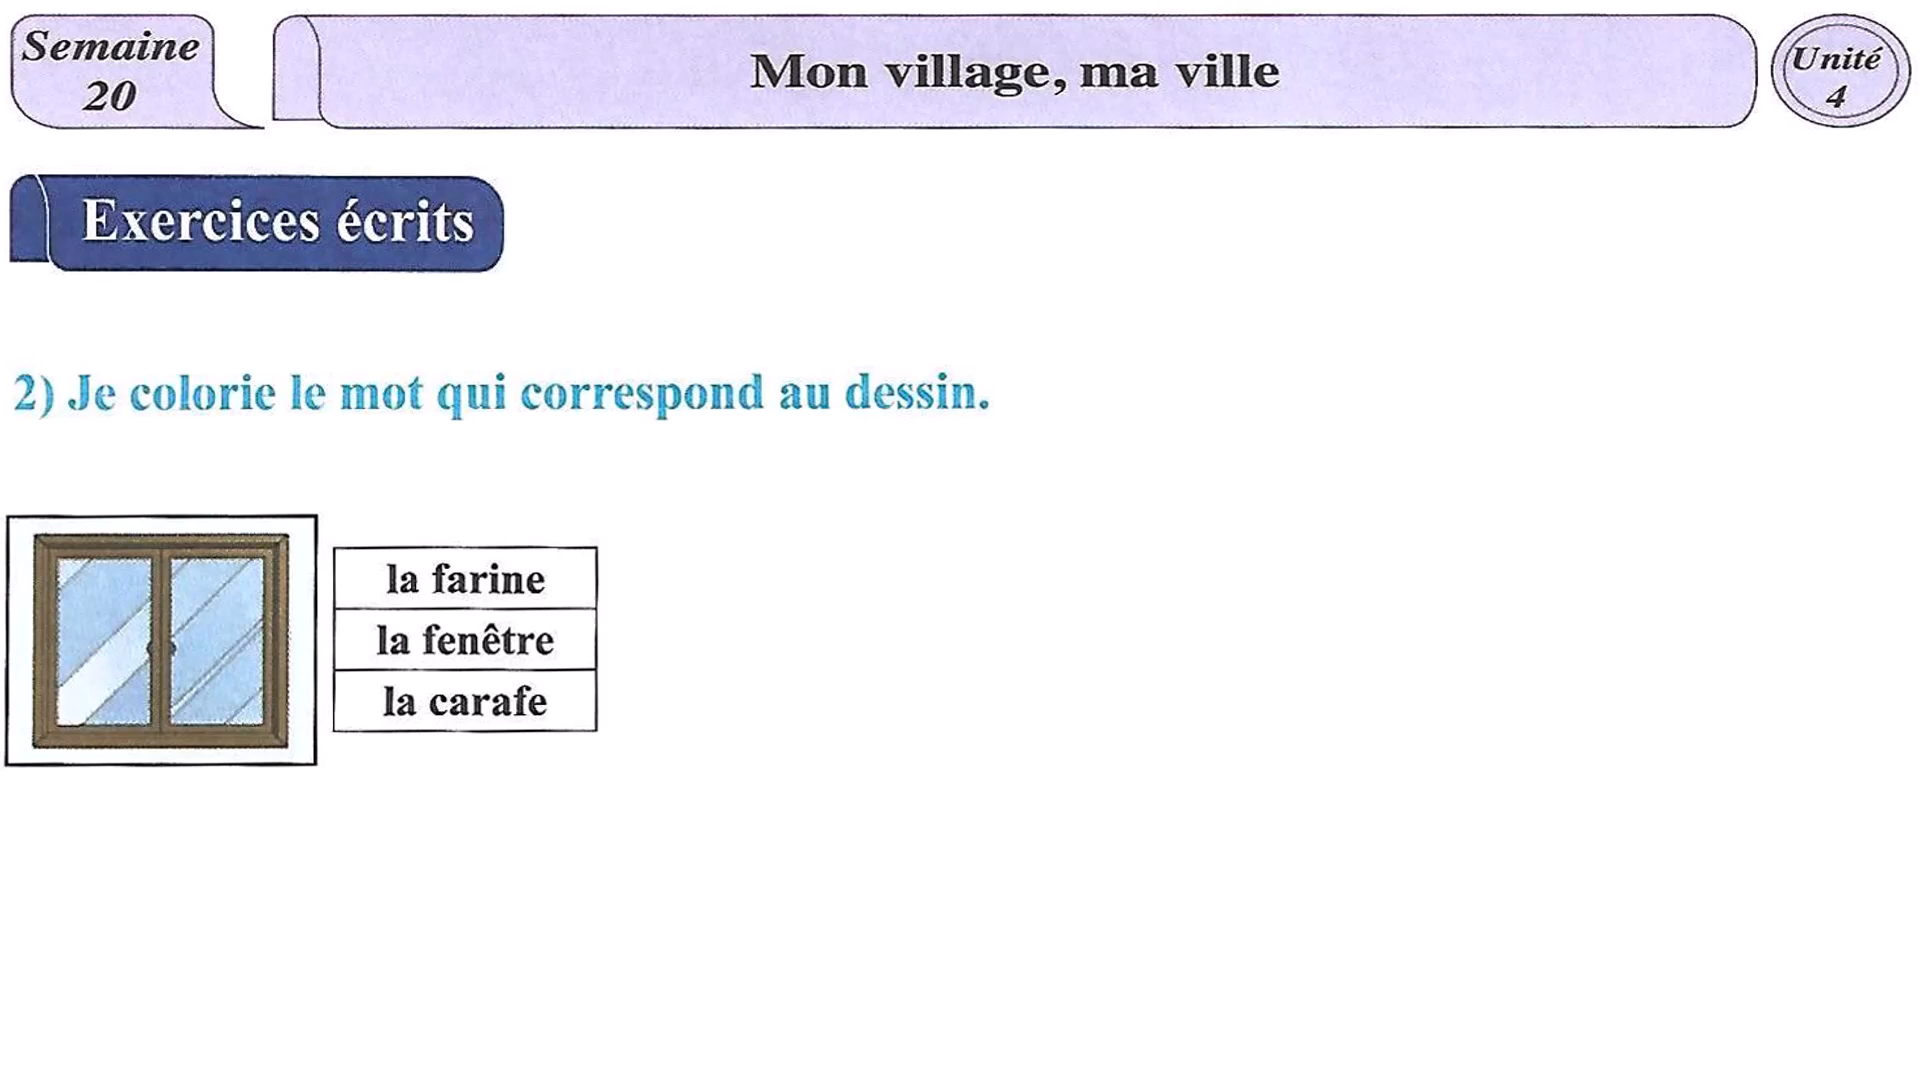 Semaine
20
Mon village, ma ville
Unité
4
Exercices écrits
2) Je colorie le mot qui correspond au dessin.
la farine
la fenêtre
la carafe